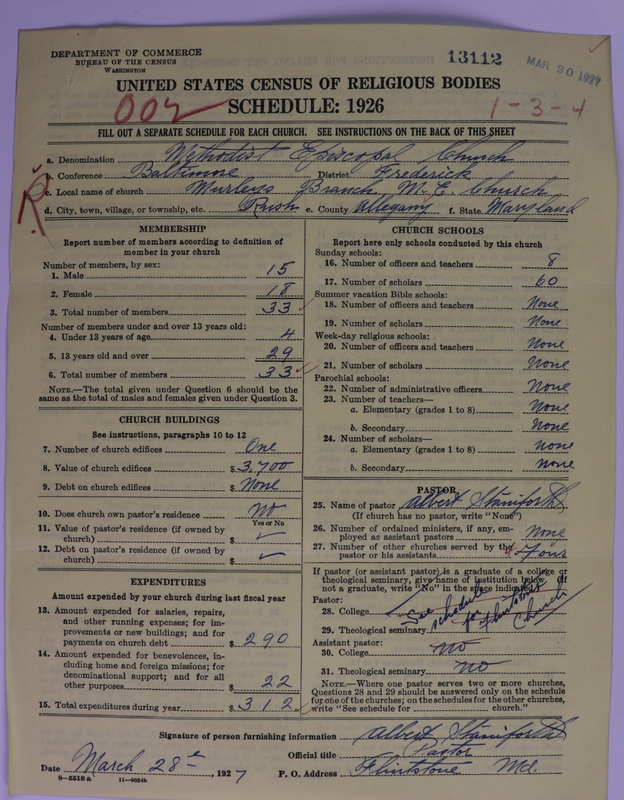 DEPARTMENT OF COMMERCE
BUREAU OF THE CENSUS
WASHINGTON
13112
MAR 30 1927
UNITED STATES CENSUS OF RELIGIOUS BODIES
002
SCHEDULE: 1926
1-3-4
FILL OUT A SEPARATE SCHEDULE FOR EACH CHURCH. SEE INSTRUCTIONS ON THE BACK OF THIS SHEET
a. Denomination Methodist Episcopal Church
b. Conference Baltimore District Frederick
c. Local name of church Murleys Branch, M. E. Church
d. City, town, village, or township, etc. Rush e. County Allegany f. State Maryland
R
MEMBERSHIP
Report number of members according to definition of
member in your church
Number of members, by sex:
1. Male 15
2. Female 18
3. Total number of members 33
Number of members under and over 13 years old:
4. Under 13 years of age 4
5. 13 years old and over 29
6. Total number of members 33
NOTE.—The total given under Question 6 should be the
same as the total of males and females given under Question 3.
CHURCH BUILDINGS
See instructions, paragraphs 10 to 12
7. Number of church edifices One
8. Value of church edifices $3,700
9. Debt on church edifices $None
10. Does church own pastor's residence No
Yes or No
11. Value of pastor's residence (if owned by
church) $ ✓
12. Debt on pastor's residence (if owned by
church) $ ✓
EXPENDITURES
Amount expended by your church during last fiscal year
13. Amount expended for salaries, repairs,
and other running expenses; for im-
provements or new buildings; and for
payments on church debt $290
14. Amount expended for benevolences, in-
cluding home and foreign missions; for
denominational support; and for all
other purposes $22
15. Total expenditures during year $312
CHURCH SCHOOLS
Report here only schools conducted by this church
Sunday schools:
16. Number of officers and teachers 8
17. Number of scholars 60
Summer vacation Bible schools:
18. Number of officers and teachers None
19. Number of scholars None
Week-day religious schools:
20. Number of officers and teachers None
21. Number of scholars None
Parochial schools:
22. Number of administrative officers None
23. Number of teachers—
a. Elementary (grades 1 to 8) None
b. Secondary None
24. Number of scholars—
a. Elementary (grades 1 to 8) None
b. Secondary None
PASTOR
25. Name of pastor Albert Staniforth
(If church has no pastor, write "None")
26. Number of ordained ministers, if any, em-
ployed as assistant pastors None
27. Number of other churches served by the
pastor or his assistants 4 Four
If pastor (or assistant pastor) is a graduate of a college or
theological seminary, give name of institution below. (If
not a graduate, write "No" in the space indicated)
Pastor:
28. College
See schedule for Flintstone Church
29. Theological seminary
Assistant pastor:
30. College no
31. Theological seminary no
NOTE.—Where one pastor serves two or more churches,
Questions 28 and 29 should be answered only on the schedule
for one of the churches; on the schedules for the other churches,
write "See schedule for church."
Signature of person furnishing information Albert Staniforth
Official title Pastor
Date March 28th, 1927 P. O. Address Flintstone Md.
8—5518a 11—9054b